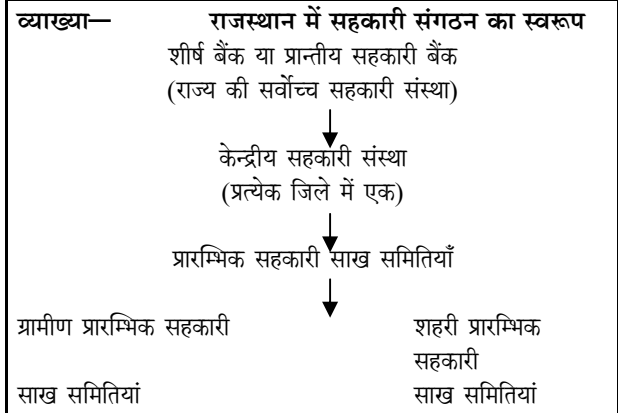 व्याख्या— राजस्थान में सहकारी संगठन का स्वरूप
शीर्ष बैंक या प्रान्तीय सहकारी बैंक
(राज्य की सर्वोच्च सहकारी संस्था)
केन्द्रीय सहकारी संस्था
(प्रत्येक जिले में एक)
प्रारम्भिक सहकारी साख समितियाँ
ग्रामीण प्रारम्भिक सहकारी शहरी प्रारम्भिक
सहकारी
साख समितियां साख समितियां